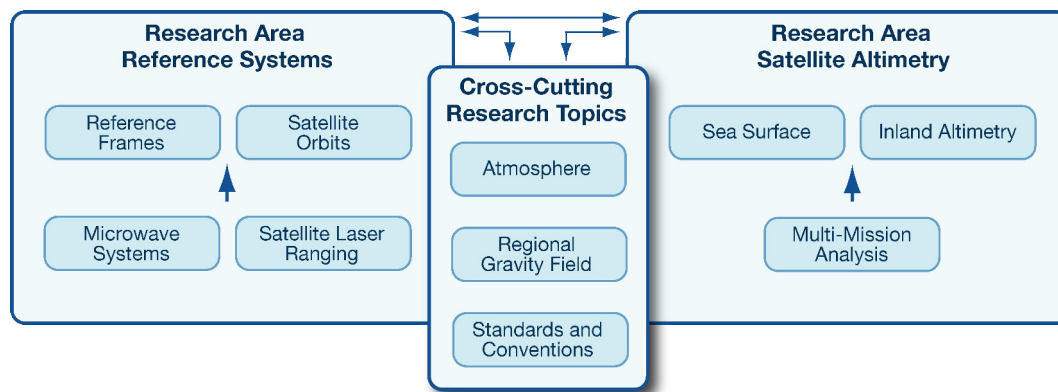 Research Area
Reference Systems
Reference
Frames
Satellite
Orbits
Microwave
Systems
Satellite Laser
Ranging
Cross-Cutting
Research Topics
Atmosphere
Regional
Gravity Field
Standards and
Conventions
Research Area
Satellite Altimetry
Sea Surface
Inland Altimetry
Multi-Mission
Analysis